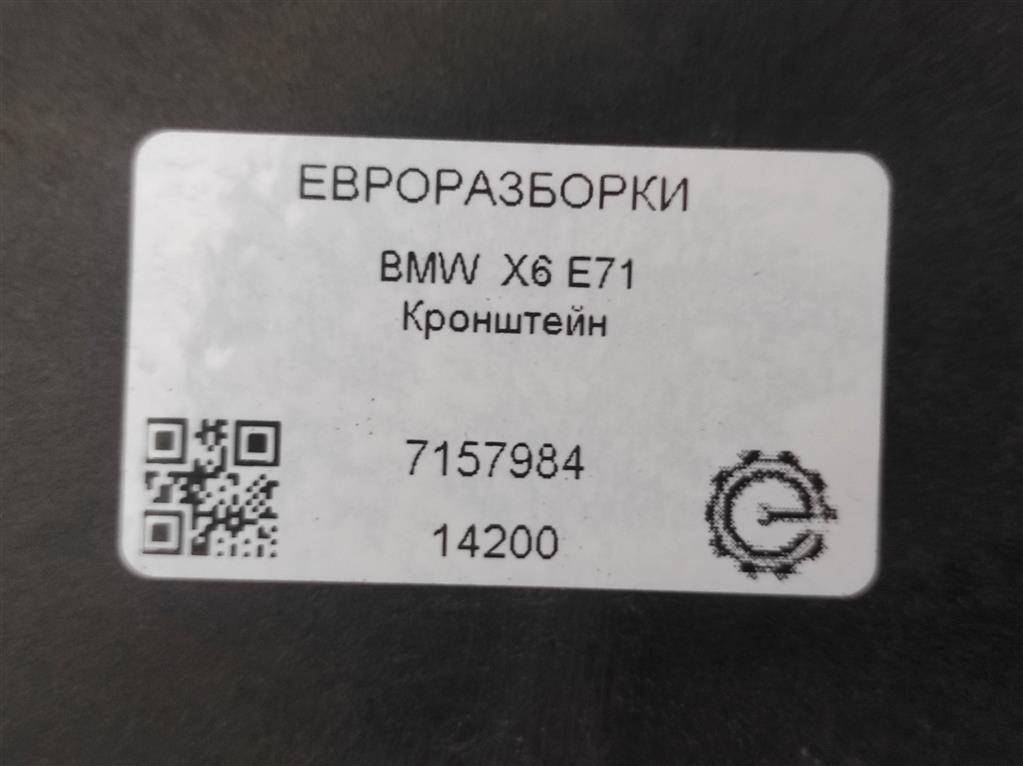 ЕВРОРАЗБОРКИ
BMW X6 E71
Кронштейн
7157984
14200